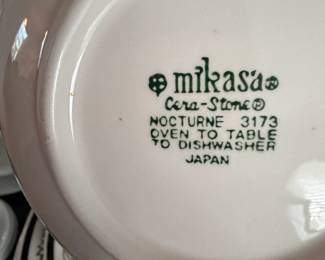 mikasa®
Cera-Stone®
NOCTURNE 3173
OVEN TO TABLE
TO DISHWASHER
JAPAN